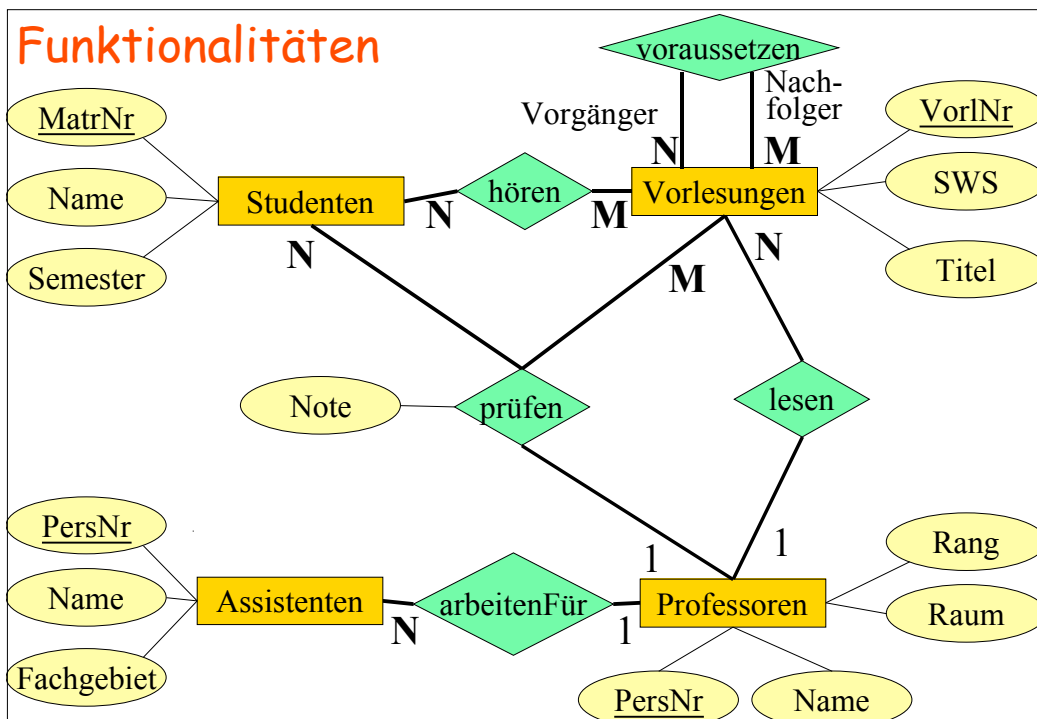 Funktionalitäten
voraussetzen
Vorgänger
Nach-
folger
MatrNr
Name
Semester
Studenten
N
hören
M
N
M
Vorlesungen
VorlNr
SWS
Titel
N
M
N
Note
prüfen
lesen
1
1
PersNr
Name
Fachgebiet
Assistenten
N
arbeitenFür
1
Professoren
Rang
Raum
PersNr
Name